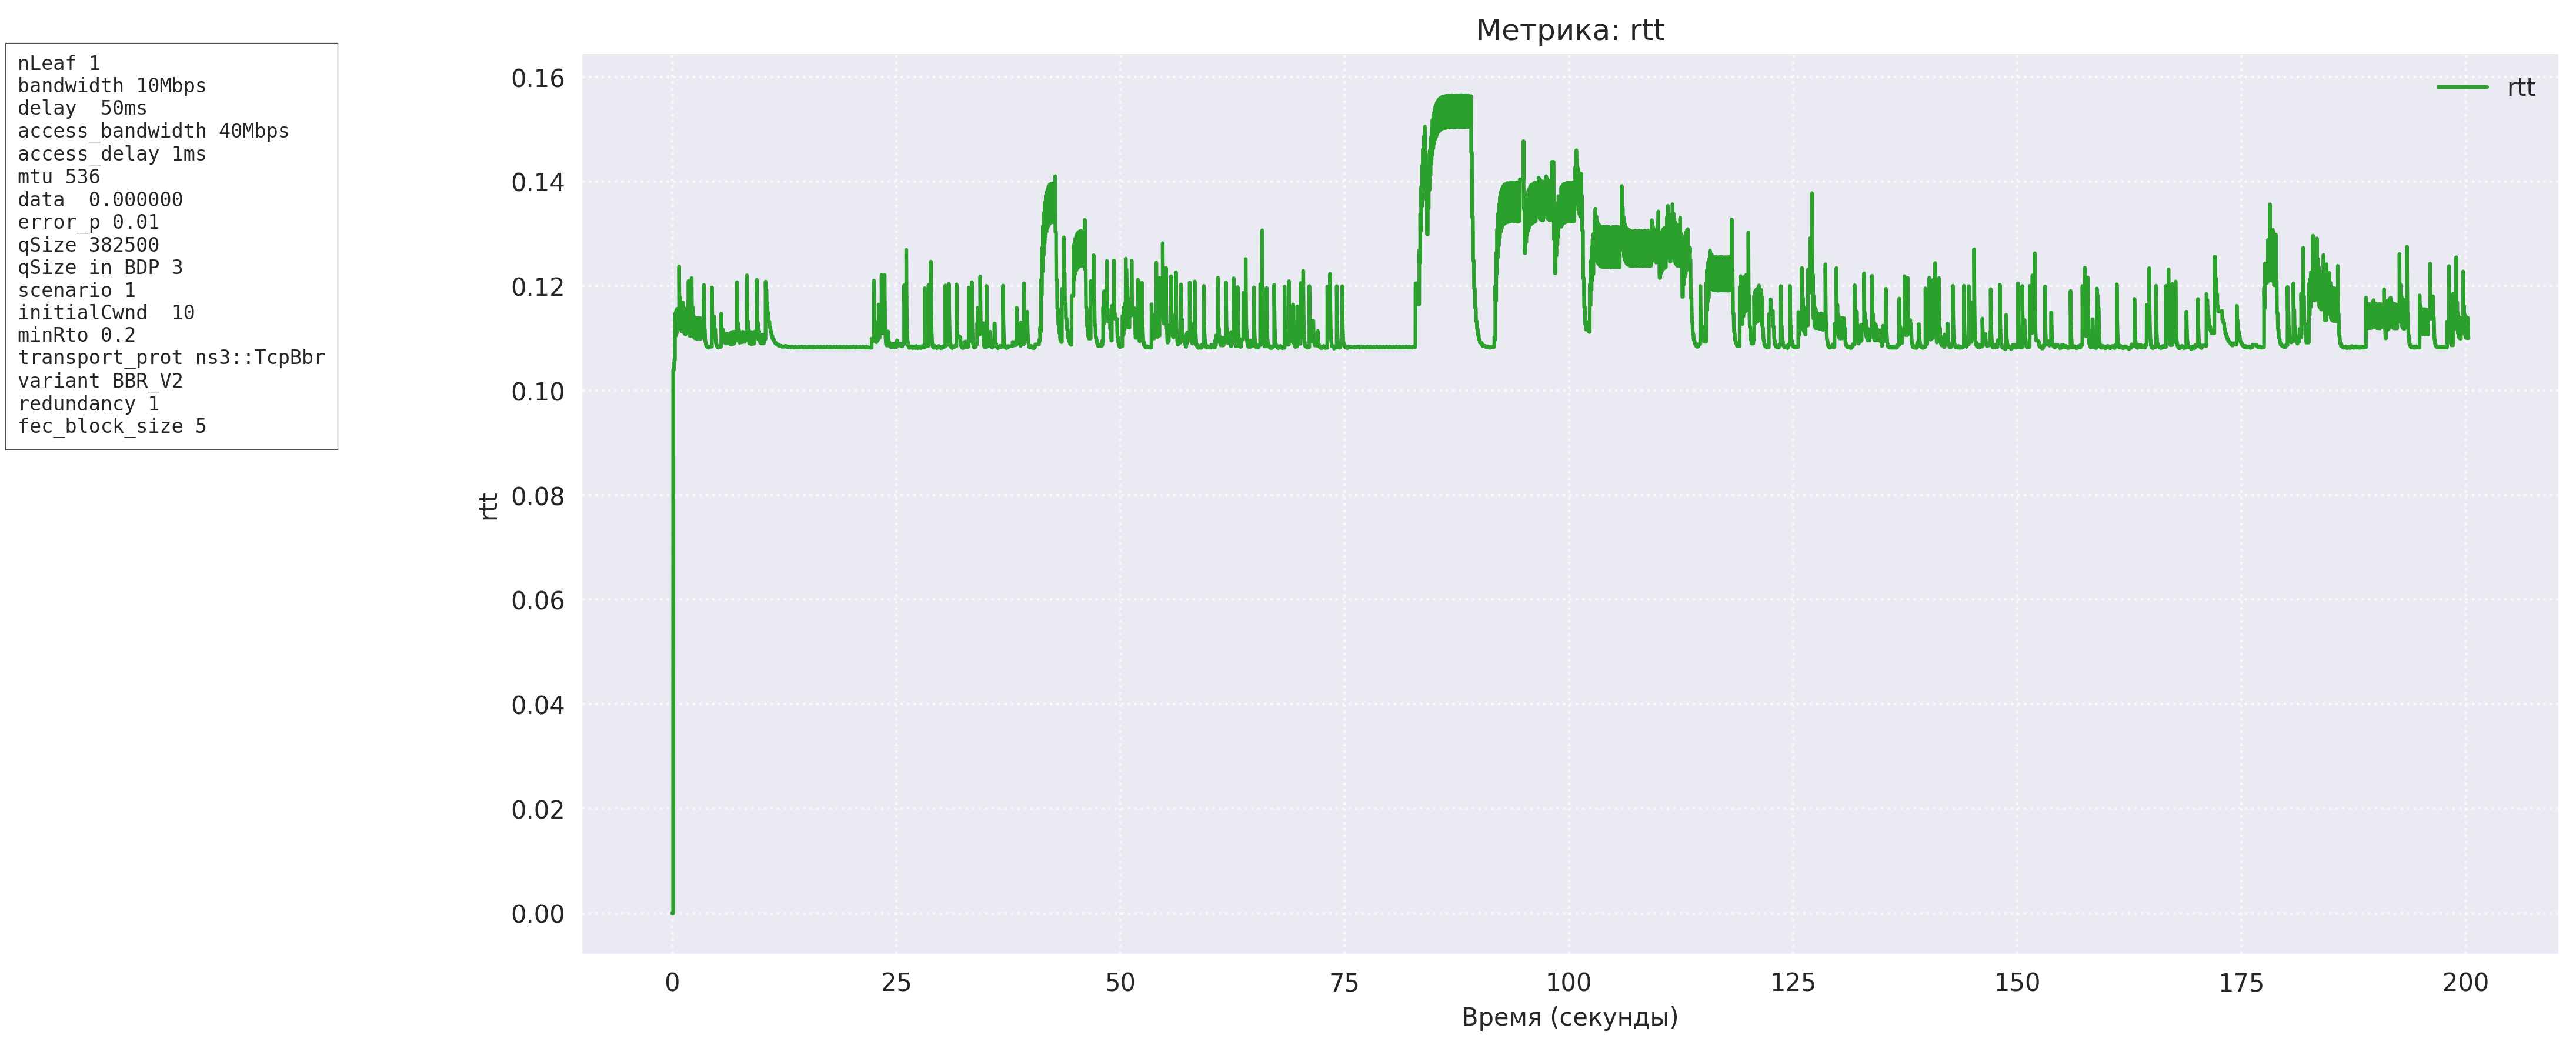 Метрика: rtt
nLeaf 1
bandwidth 10Mbps
delay  50ms
access_bandwidth 40Mbps
access_delay 1ms
mtu 536
data  0.000000
error_p 0.01
qSize 382500
qSize in BDP 3
scenario 1
initialCwnd  10
minRto 0.2
transport_prot ns3::TcpBbr
variant BBR_V2
redundancy 1
fec_block_size 5
rtt
0.16
0.14
0.12
0.10
0.08
0.06
0.04
0.02
0.00
rtt
0 25 50 75 100 125 150 175 200
Время (секунды)